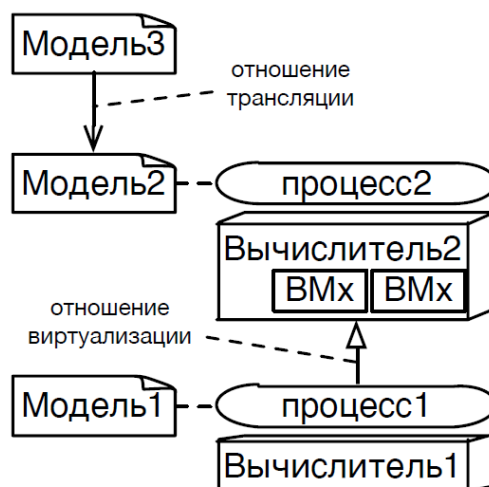 Модель3
отношение
трансляции
Модель2
процесс2
Вычислитель2
ВМх ВМх
отношение
виртуализации
Модель1
процесс1
Вычислитель1